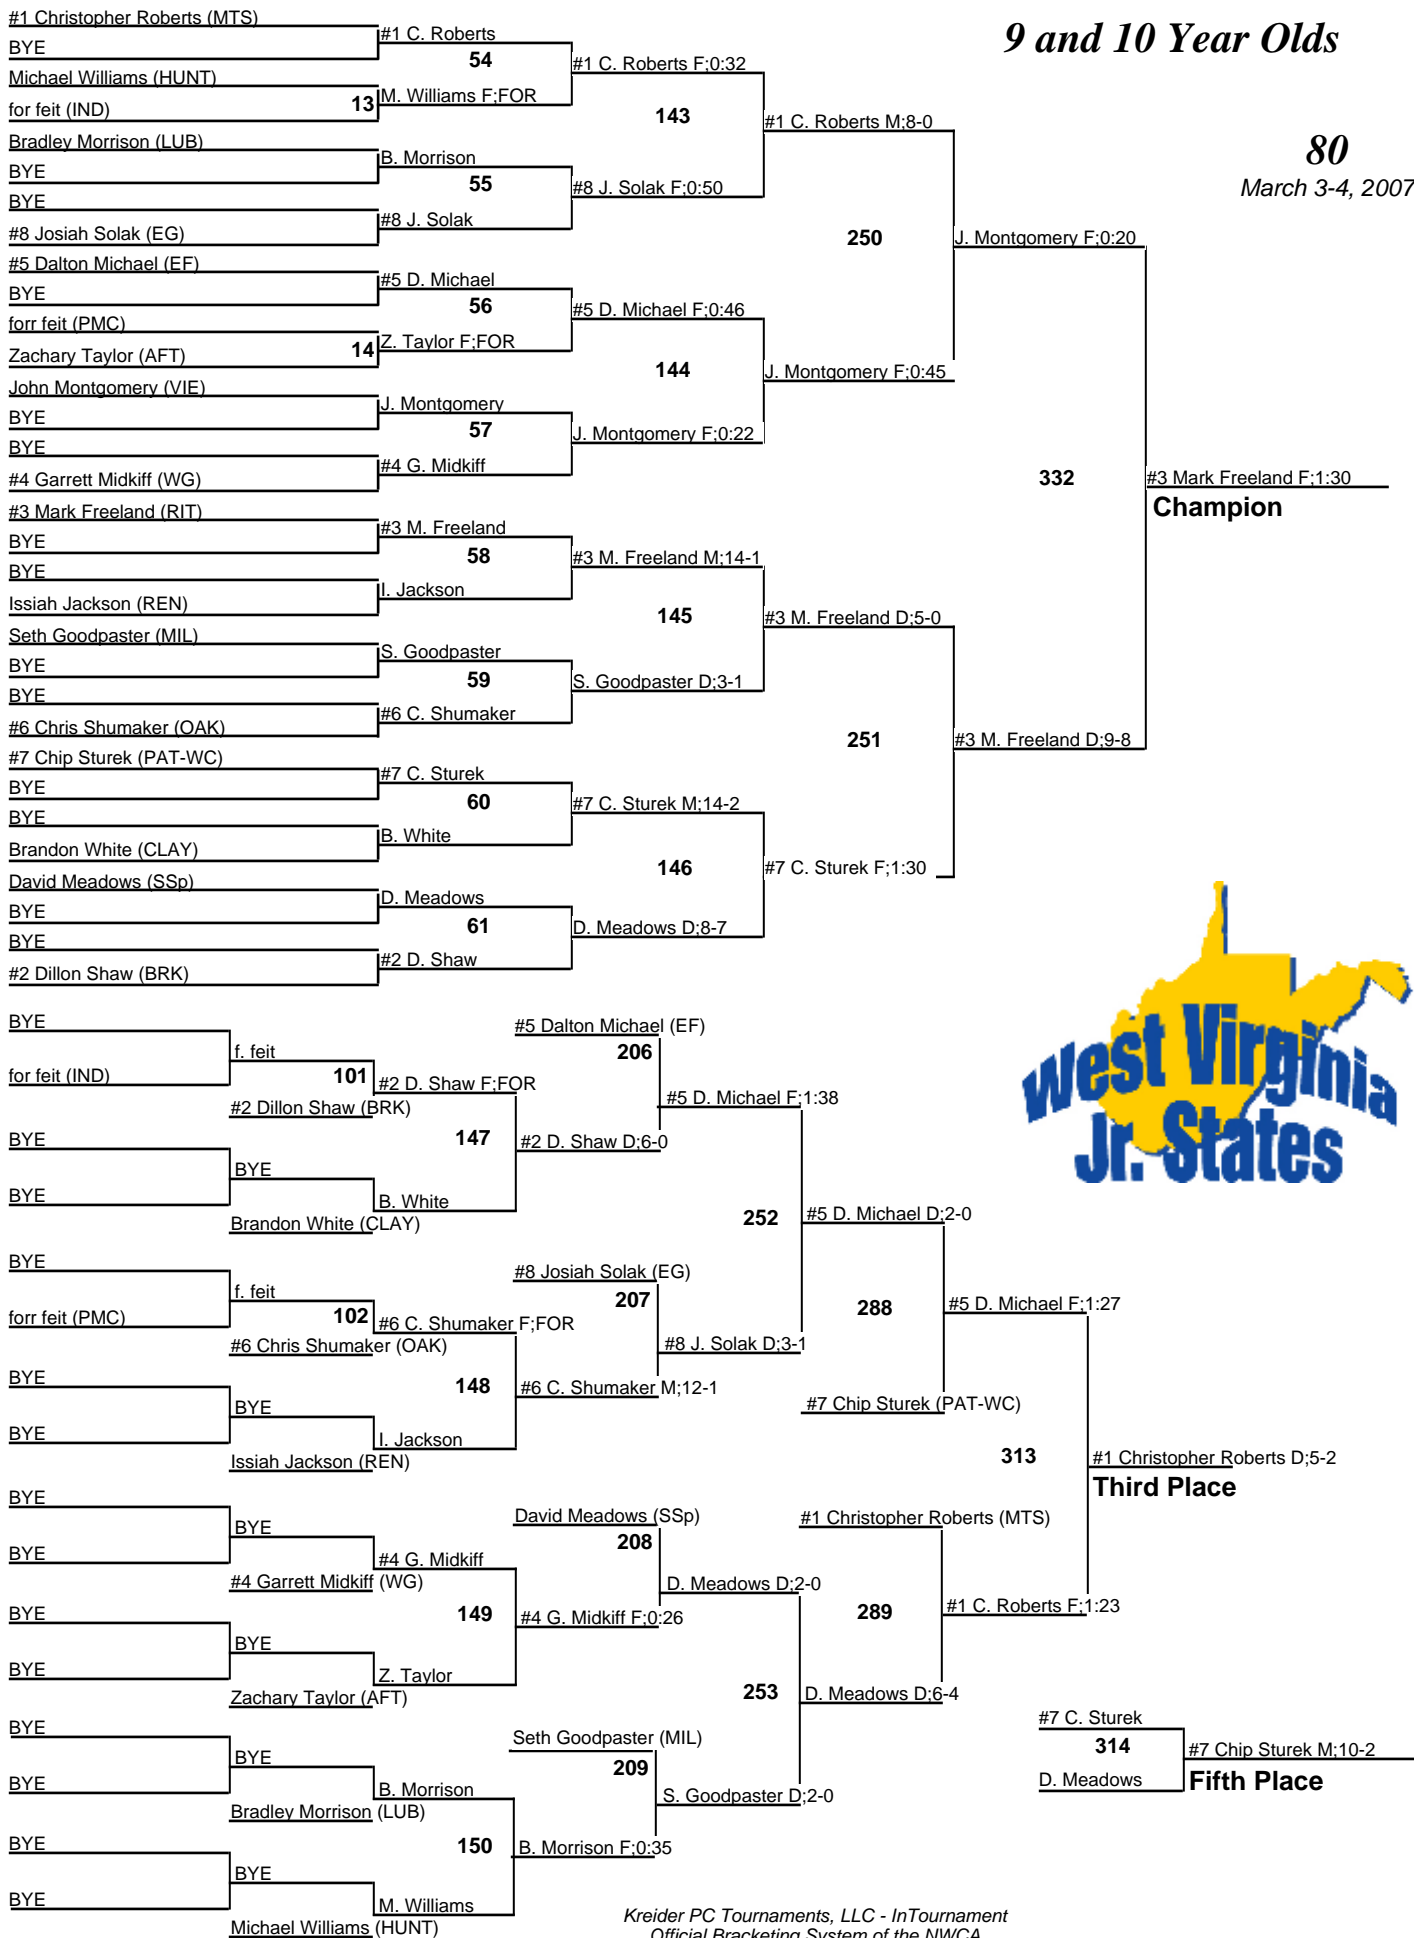 9 and 10 Year Olds
80
March 3-4, 2007
#1 Christopher Roberts (MTS)
BYE
Michael Williams (HUNT)
for feit (IND)
Bradley Morrison (LUB)
BYE
BYE
#8 Josiah Solak (EG)
#5 Dalton Michael (EF)
BYE
forr feit (PMC)
Zachary Taylor (AFT)
John Montgomery (VIE)
BYE
BYE
#4 Garrett Midkiff (WG)
#3 Mark Freeland (RIT)
BYE
BYE
Issiah Jackson (REN)
Seth Goodpaster (MIL)
BYE
BYE
#6 Chris Shumaker (OAK)
#7 Chip Sturek (PAT-WC)
BYE
BYE
Brandon White (CLAY)
David Meadows (SSp)
BYE
BYE
#2 Dillon Shaw (BRK)
13
14
#1 C. Roberts
54
M. Williams F;FOR
B. Morrison
55
#8 J. Solak
#5 D. Michael
56
Z. Taylor F;FOR
J. Montgomery
57
#4 G. Midkiff
#3 M. Freeland
58
I. Jackson
S. Goodpaster
59
#6 C. Shumaker
#7 C. Sturek
60
B. White
D. Meadows
61
#2 D. Shaw
#1 C. Roberts F;0:32
143
#8 J. Solak F;0:50
#5 D. Michael F;0:46
144
J. Montgomery F;0:22
#3 M. Freeland M;14-1
145
S. Goodpaster D;3-1
#7 C. Sturek M;14-2
146
D. Meadows D;8-7
#1 C. Roberts M;8-0
250
J. Montgomery F;0:45
#3 M. Freeland D;5-0
251
#7 C. Sturek F;1:30
J. Montgomery F;0:20
332
#3 M. Freeland D;9-8
#3 Mark Freeland F;1:30
Champion
West Virginia
Jr. States
BYE
for feit (IND)
BYE
BYE
BYE
forr feit (PMC)
BYE
BYE
BYE
BYE
BYE
BYE
BYE
BYE
BYE
BYE
f. feit
101
#2 Dillon Shaw (BRK)
BYE
Brandon White (CLAY)
f. feit
102
#6 Chris Shumaker (OAK)
BYE
Issiah Jackson (REN)
BYE
#4 Garrett Midkiff (WG)
BYE
Zachary Taylor (AFT)
BYE
Bradley Morrison (LUB)
BYE
Michael Williams (HUNT)
#2 D. Shaw F;FOR
147
B. White
#6 C. Shumaker F;FOR
148
I. Jackson
#4 G. Midkiff
149
Z. Taylor
B. Morrison
150
M. Williams
#5 Dalton Michael (EF)
206
#2 D. Shaw D;6-0
#8 Josiah Solak (EG)
207
#6 C. Shumaker M;12-1
David Meadows (SSp)
208
#4 G. Midkiff F;0:26
Seth Goodpaster (MIL)
209
B. Morrison F;0:35
#5 D. Michael F;1:38
252
#8 J. Solak D;3-1
D. Meadows D;2-0
253
S. Goodpaster D;2-0
#5 D. Michael D;2-0
288
#7 Chip Sturek (PAT-WC)
#1 Christopher Roberts (MTS)
289
D. Meadows D;6-4
#5 D. Michael F;1:27
313
#1 C. Roberts F;1:23
#1 Christopher Roberts D;5-2
Third Place
#7 C. Sturek
314
D. Meadows
#7 Chip Sturek M;10-2
Fifth Place
Kreider PC Tournaments, LLC - InTournament
Official Bracketing System of the NWCA